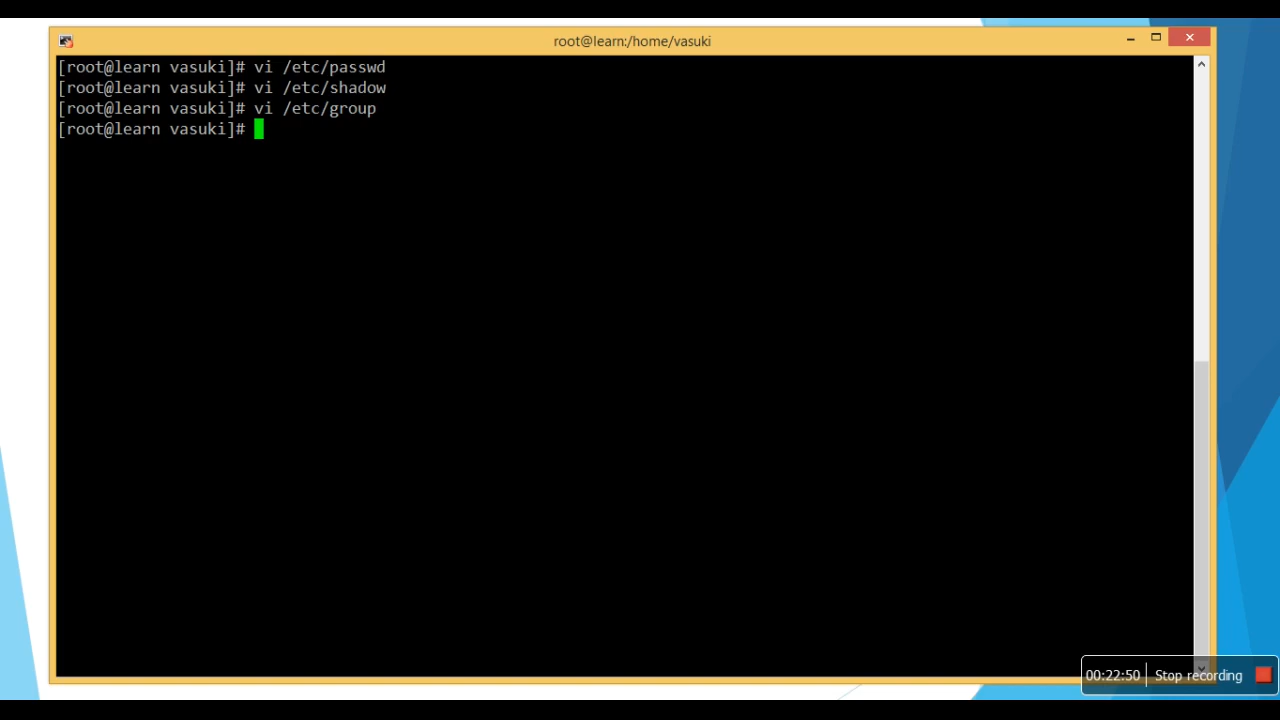 root@learn:/home/vasuki
[root@learn vasuki]# vi /etc/passwd
[root@learn vasuki]# vi /etc/shadow
[root@learn vasuki]# vi /etc/group
[root@learn vasuki]#
00:22:50 Stop recording